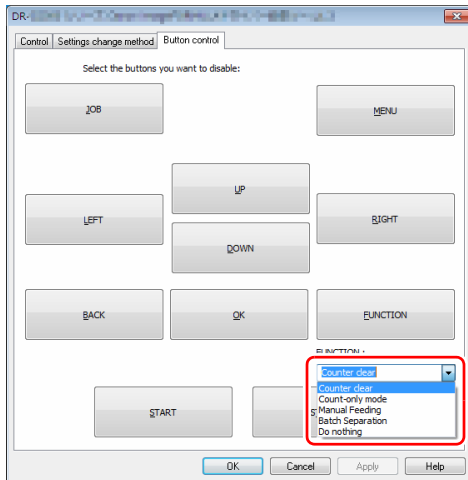 DR-
Control Settings change method Button control
Select the buttons you want to disable:
JOB
MENU
UP
LEFT
RIGHT
DOWN
BACK
OK
FUNCTION
FUNCTION :
Counter clear
Counter clear
Count-only mode
Manual Feeding
Batch Separation
Do nothing
START
OK Cancel Apply Help